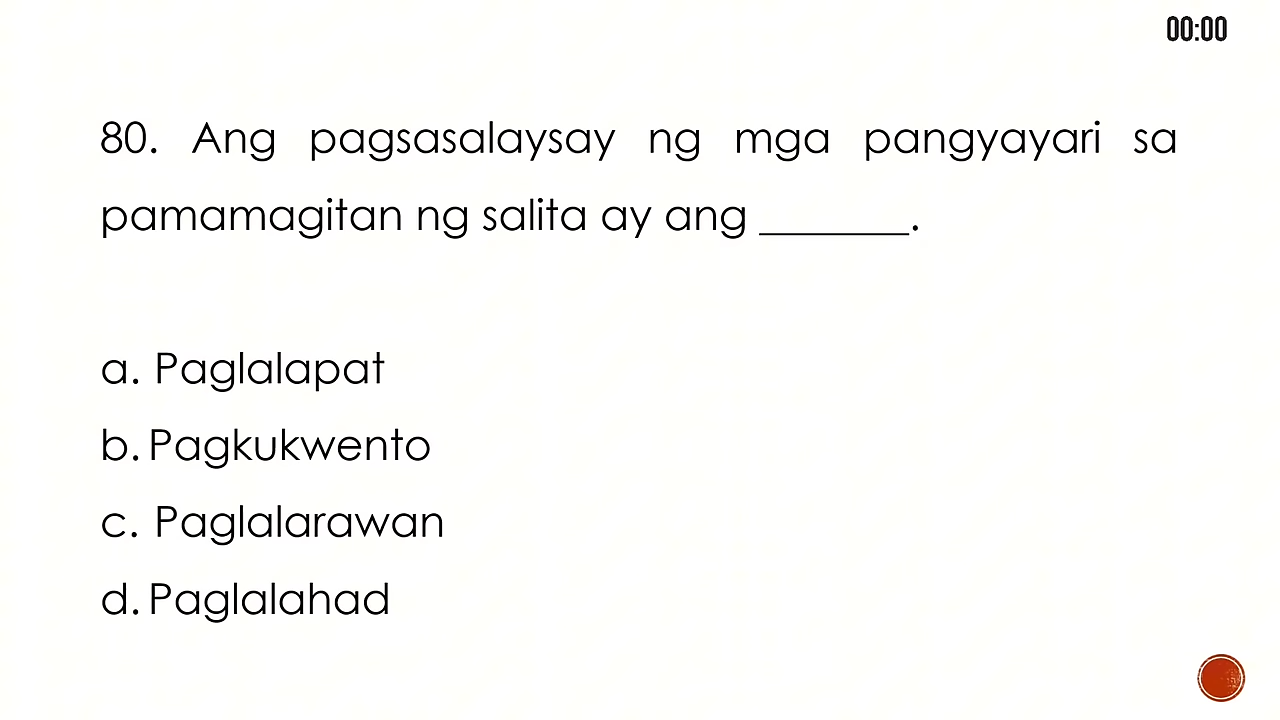 00:00
80. Ang pagsasalaysay ng mga pangyayari sa
pamamagitan ng salita ay ang _______.
a. Paglalapat
b. Pagkukwento
c. Paglalarawan
d. Paglalahad